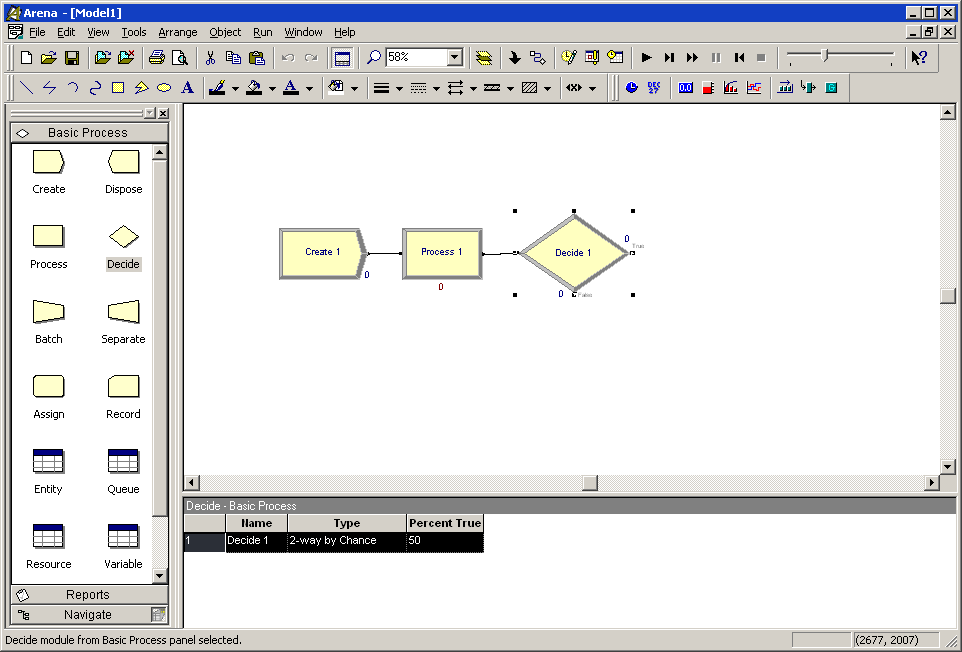 Arena - [Model1]
File Edit View Tools Arrange Object Run Window Help
58%
Basic Process
Create Dispose
Process Decide
Batch Separate
Assign Record
Entity Queue
Resource Variable
Reports
Navigate
Create 1
0
Process 1
0
Decide 1
0
True
0
False
Decide - Basic Process
Name Type Percent True
1 Decide 1 2-way by Chance 50
Decide module from Basic Process panel selected.
(2677, 2007)